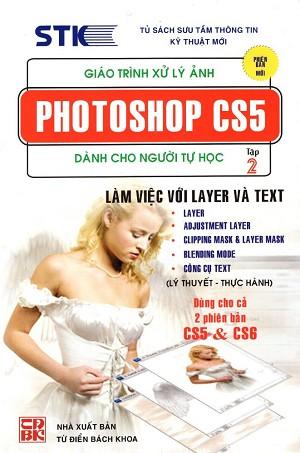 STK
TỦ SÁCH SƯU TẦM THÔNG TIN
KỸ THUẬT MỚI
GIÁO TRÌNH XỬ LÝ ẢNH
PHIÊN BẢN MỚI
PHOTOSHOP CS5
DÀNH CHO NGƯỜI TỰ HỌC
Tập 2
LÀM VIỆC VỚI LAYER VÀ TEXT
• LAYER
• ADJUSTMENT LAYER
• CLIPPING MASK & LAYER MASK
• BLENDING MODE
• CÔNG CỤ TEXT
(LÝ THUYẾT - THỰC HÀNH)
Dùng cho cả
2 phiên bản
CS5 & CS6
CĐBK
NHÀ XUẤT BẢN
TỪ ĐIỂN BÁCH KHOA